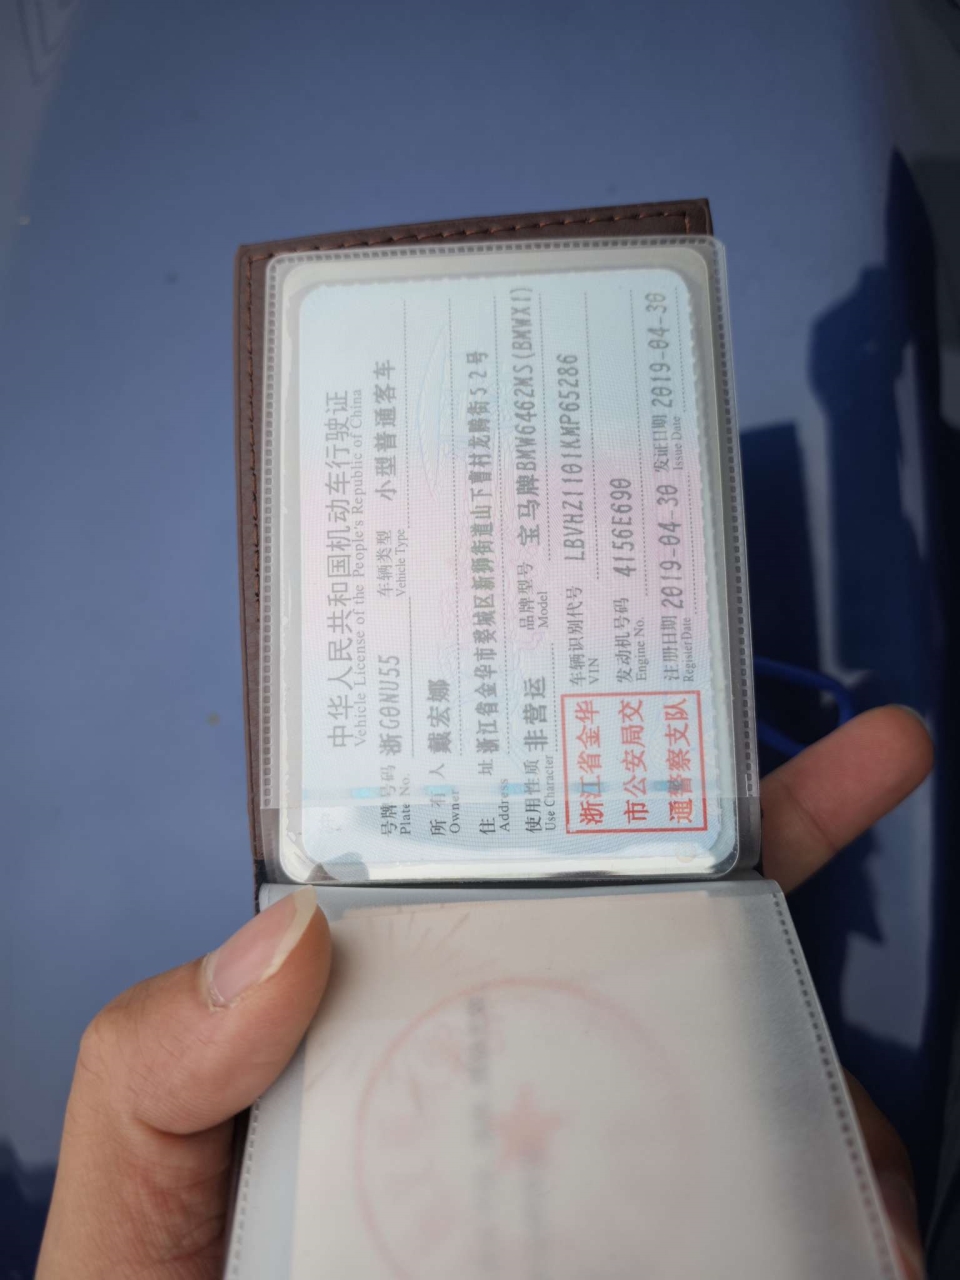 中华人民共和国机动车行驶证
Vehicle License of the People's Republic of China
号牌号码 浙G0NU55 车辆类型 小型普通客车
Plate No. Vehicle Type
所有人 戴宏娜
Owner
住址 浙江省金华市婺城区新狮街道山下曹村龙腾街52号
Address
使用性质 非营运 品牌型号 宝马牌BMW6462MS(BMWX1)
Use Character Model
车辆识别代号 LBVHZ1101KMP65286
VIN
发动机号码 4156E690
Engine No.
注册日期 2019-04-30 发证日期 2019-04-30
Register Date Issue Date
浙江省金华
市公安局交
通警察支队